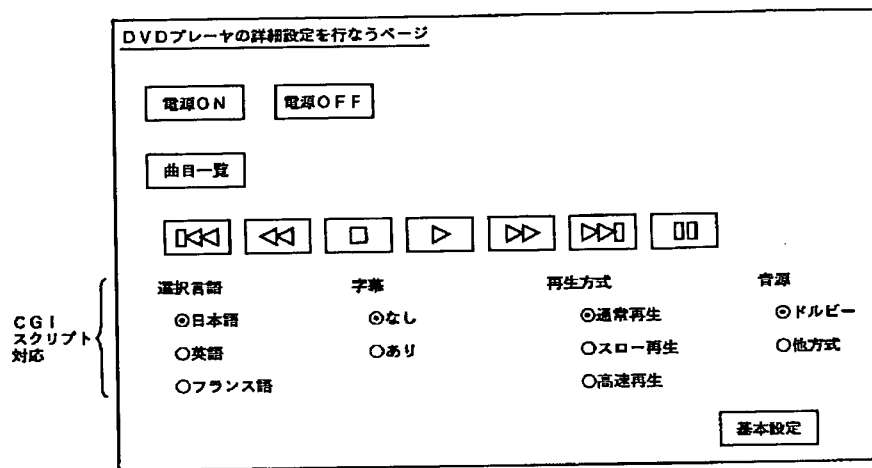 DVDプレーヤの詳細設定を行なうページ
電源ON 電源OFF
曲目一覧
選択言語 字幕 再生方式 音源
◎日本語 ◎なし ◎通常再生 ◎ドルビー
○英語 ○あり ○スロー再生 ○他方式
○フランス語 ○高速再生
CGI
スクリプト
対応
基本設定